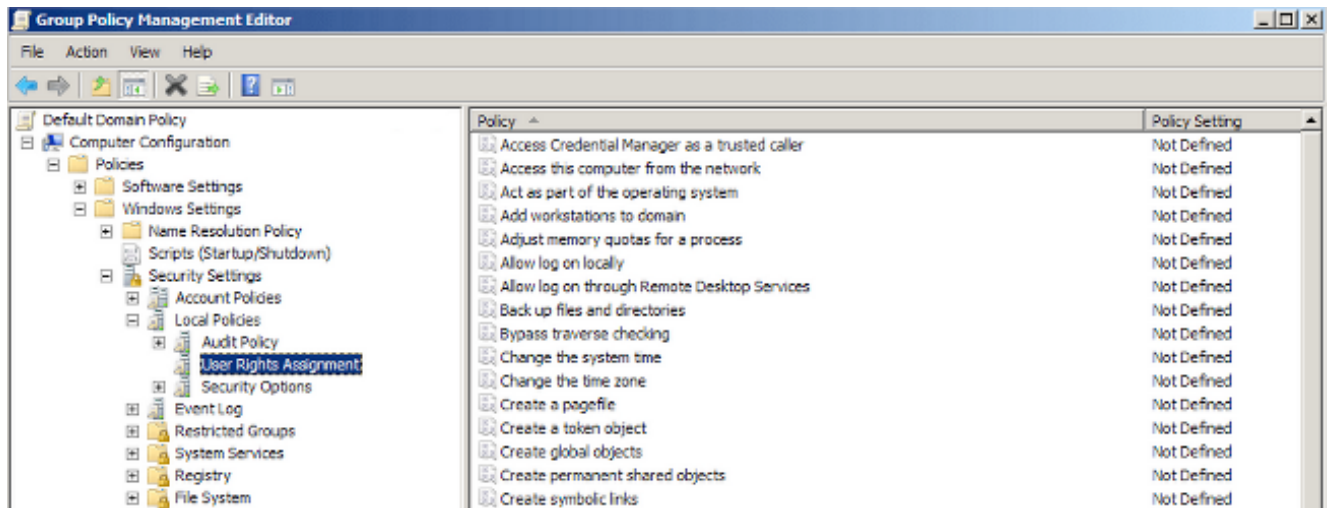 Group Policy Management Editor
File Action View Help
Default Domain Policy
Computer Configuration
Policies
Software Settings
Windows Settings
Name Resolution Policy
Scripts (Startup/Shutdown)
Security Settings
Account Policies
Local Policies
Audit Policy
User Rights Assignment
Security Options
Event Log
Restricted Groups
System Services
Registry
File System
Policy Policy Setting
Access Credential Manager as a trusted caller Not Defined
Access this computer from the network Not Defined
Act as part of the operating system Not Defined
Add workstations to domain Not Defined
Adjust memory quotas for a process Not Defined
Allow log on locally Not Defined
Allow log on through Remote Desktop Services Not Defined
Back up files and directories Not Defined
Bypass traverse checking Not Defined
Change the system time Not Defined
Change the time zone Not Defined
Create a pagefile Not Defined
Create a token object Not Defined
Create global objects Not Defined
Create permanent shared objects Not Defined
Create symbolic links Not Defined